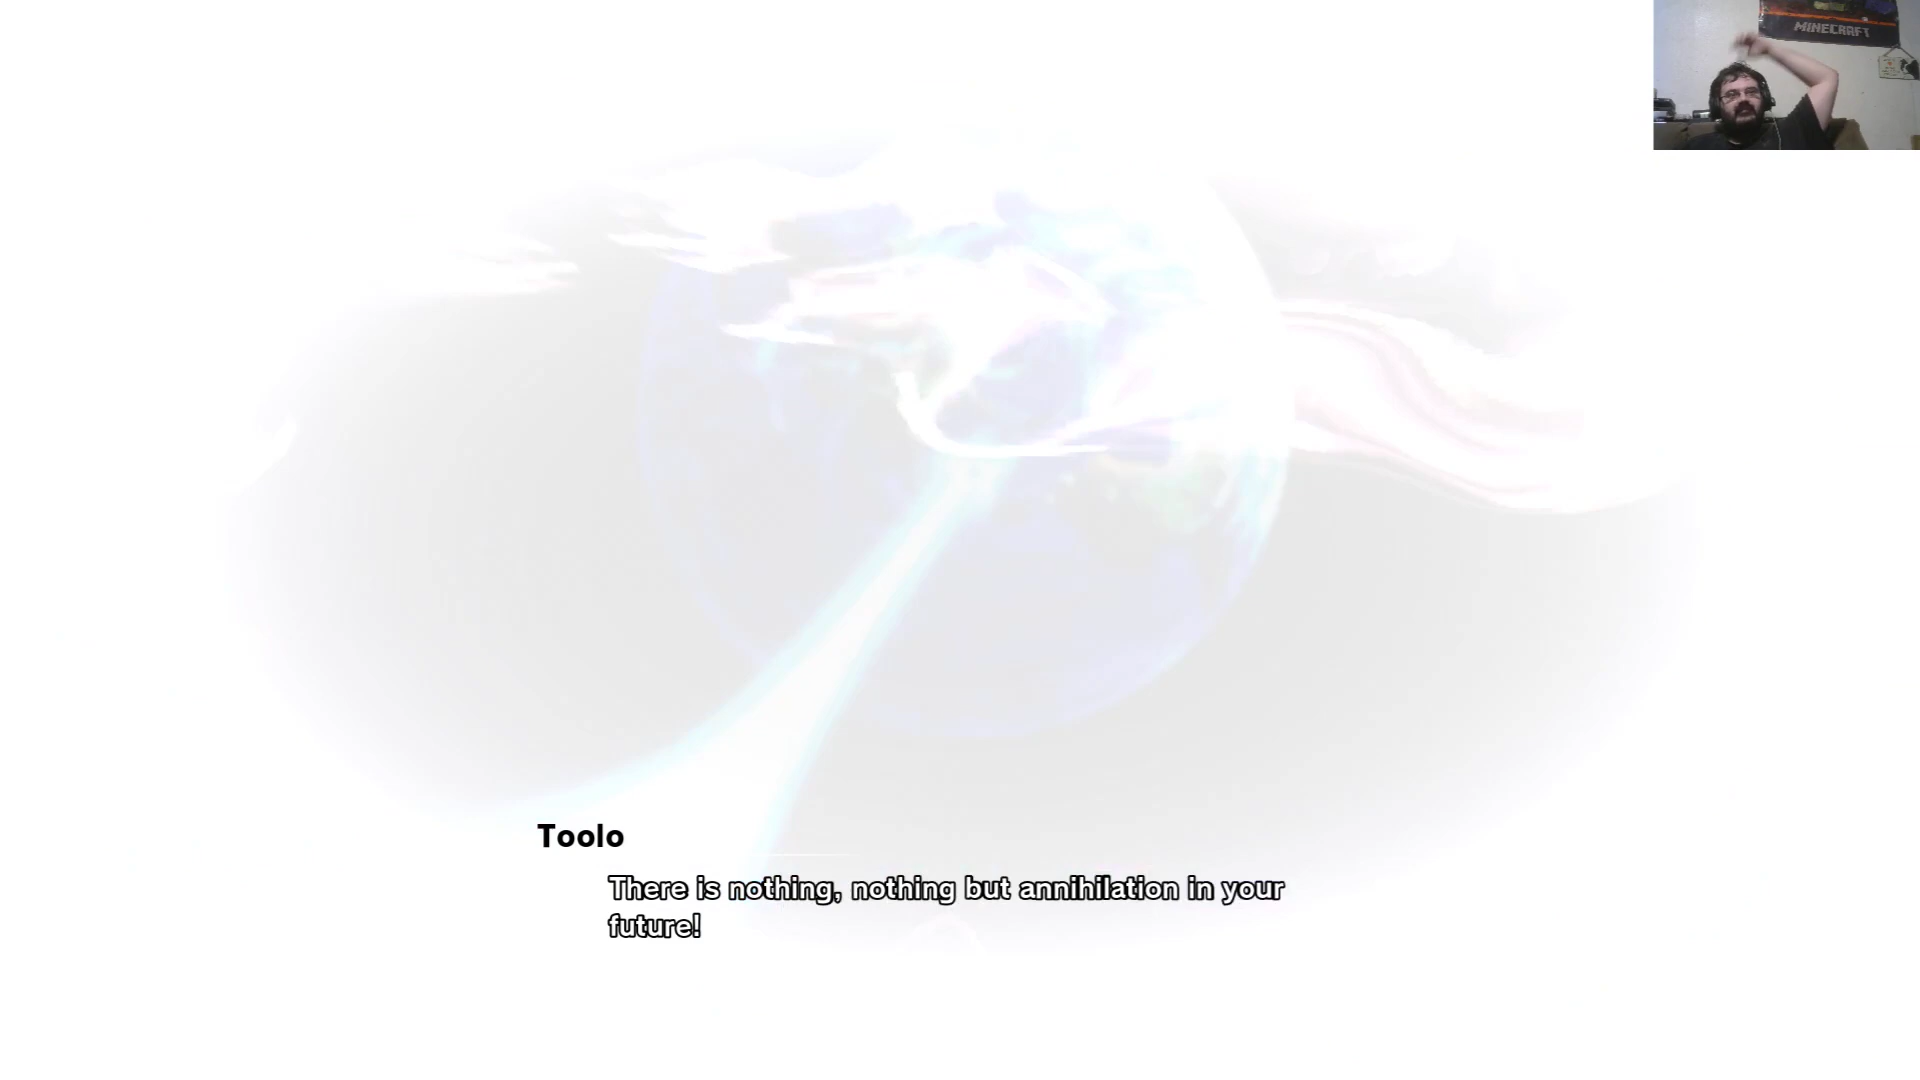 MINECRAFT
Toolo
There is nothing, nothing but annihilation in your
future!